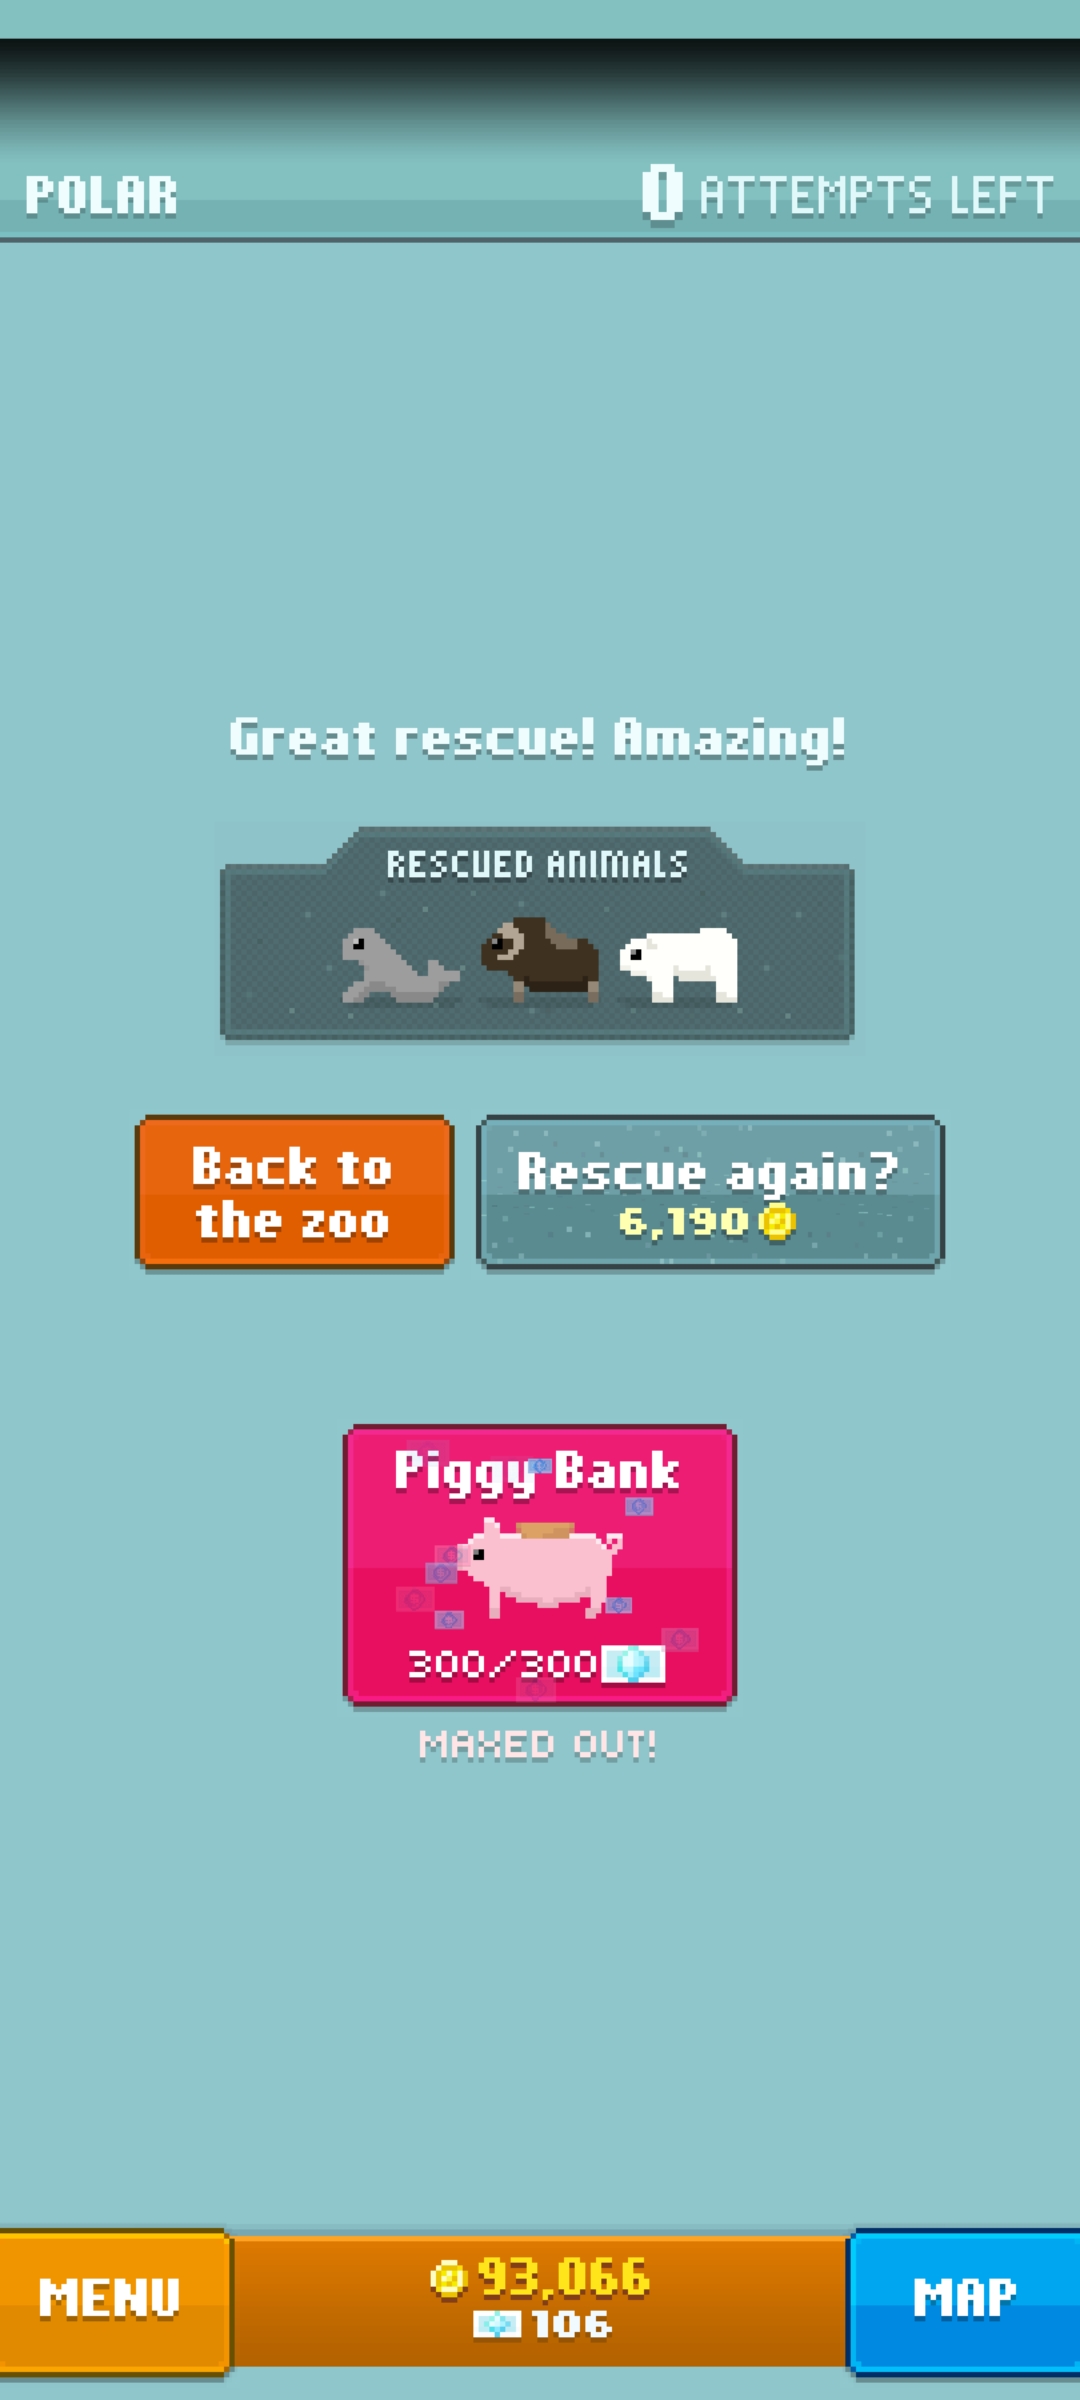 POLAR
0 ATTEMPTS LEFT
Great rescue! Amazing!
RESCUED ANIMALS
Back to
the zoo
Rescue again?
6,190
Piggy Bank
300/300
MAXED OUT!
MENU
93,066
106
MAP